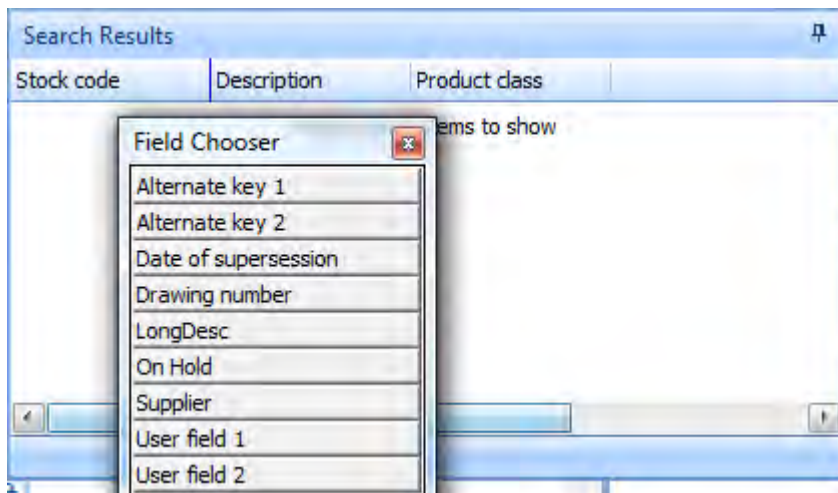 Search Results
Stock code Description Product class
ems to show
Field Chooser
Alternate key 1
Alternate key 2
Date of supersession
Drawing number
LongDesc
On Hold
Supplier
User field 1
User field 2